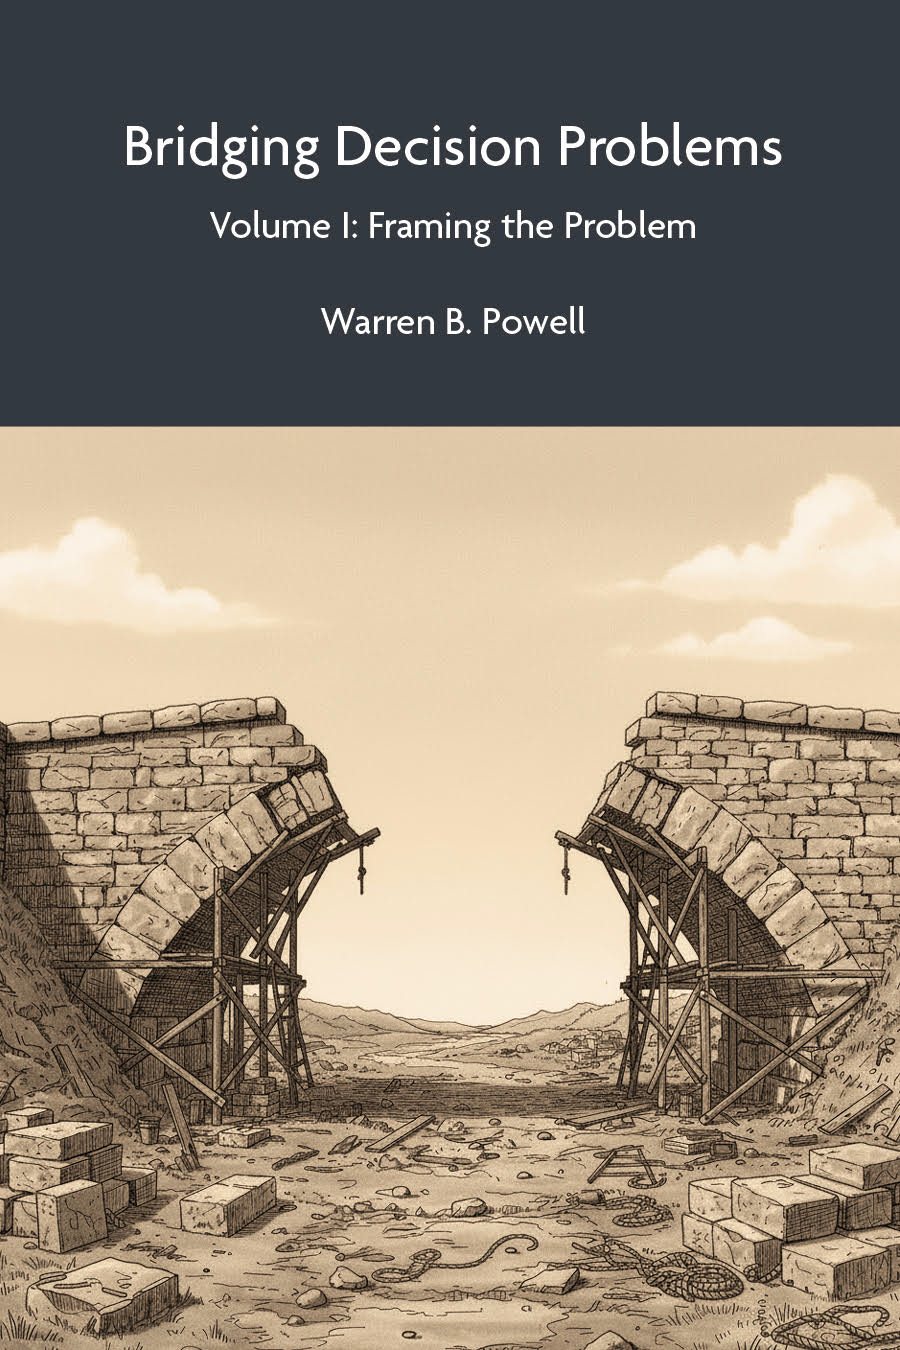 Bridging Decision Problems
Volume I: Framing the Problem
Warren B. Powell